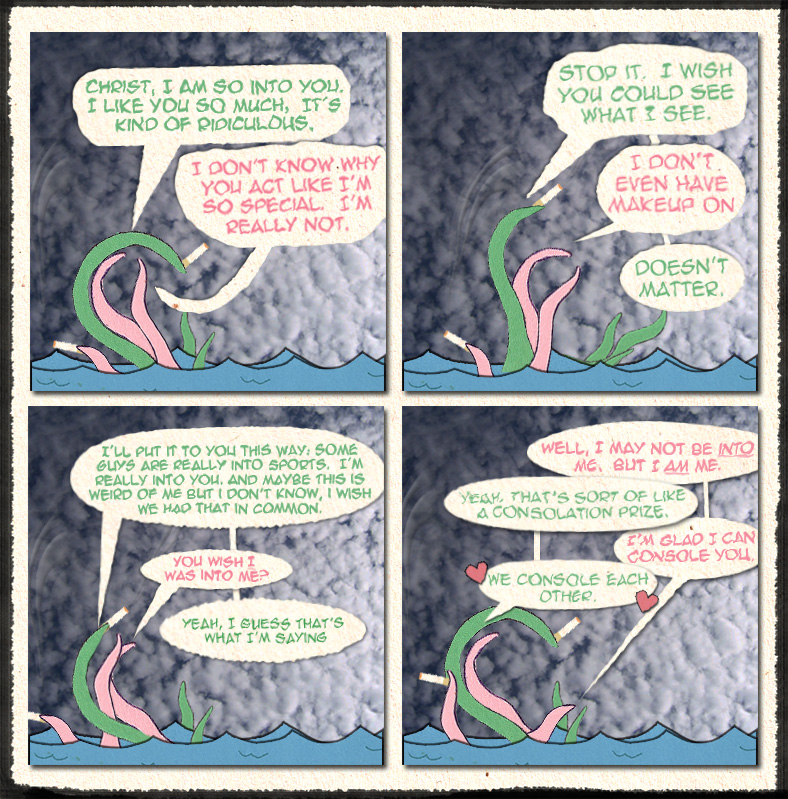 CHRIST, I AM SO INTO YOU.
I LIKE YOU SO MUCH, IT'S
KIND OF RIDICULOUS.
I DON'T KNOW WHY
YOU ACT LIKE I'M
SO SPECIAL. I'M
REALLY NOT.
STOP IT. I WISH
YOU COULD SEE
WHAT I SEE.
I DON'T
EVEN HAVE
MAKEUP ON
DOESN'T
MATTER.
I'LL PUT IT TO YOU THIS WAY: SOME
GUYS ARE REALLY INTO SPORTS. I'M
REALLY INTO YOU. AND MAYBE THIS IS
WEIRD OF ME BUT I DON'T KNOW, I WISH
WE HAD THAT IN COMMON.
YOU WISH I
WAS INTO ME?
YEAH, I GUESS THAT'S
WHAT I'M SAYING
WELL, I MAY NOT BE INTO
ME, BUT I AM ME.
YEAH. THAT'S SORT OF LIKE
A CONSOLATION PRIZE.
I'M GLAD I CAN
CONSOLE YOU.
WE CONSOLE EACH
OTHER.